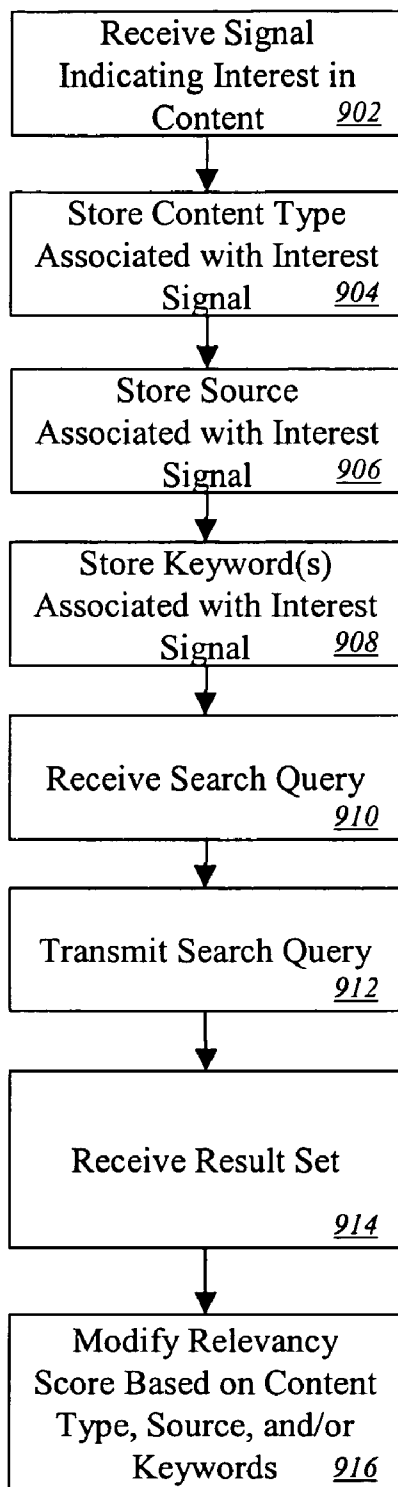 Receive Signal
Indicating Interest in
Content 902
Store Content Type
Associated with Interest
Signal 904
Store Source
Associated with Interest
Signal 906
Store Keyword(s)
Associated with Interest
Signal 908
Receive Search Query
910
Transmit Search Query
912
Receive Result Set
914
Modify Relevancy
Score Based on Content
Type, Source, and/or
Keywords 916